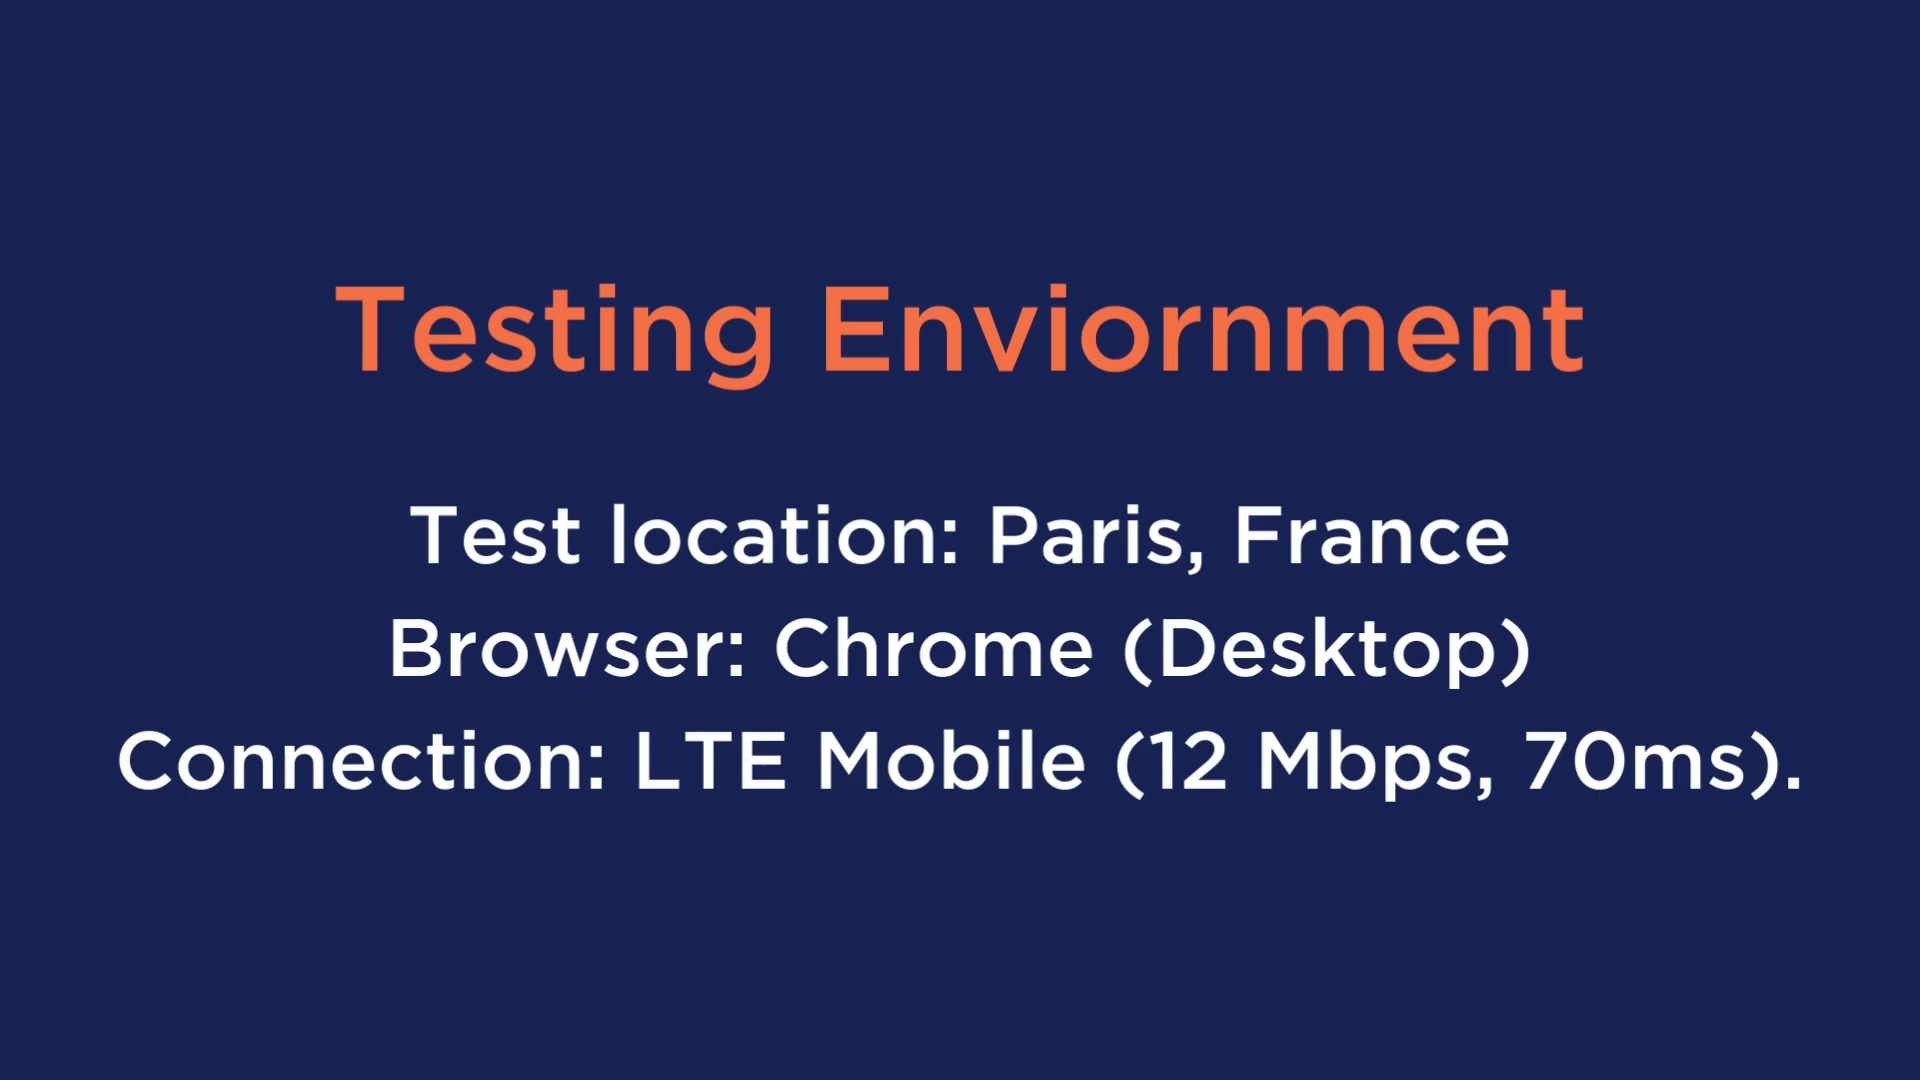 Testing Enviornment
Test location: Paris, France
Browser: Chrome (Desktop)
Connection: LTE Mobile (12 Mbps, 70ms).